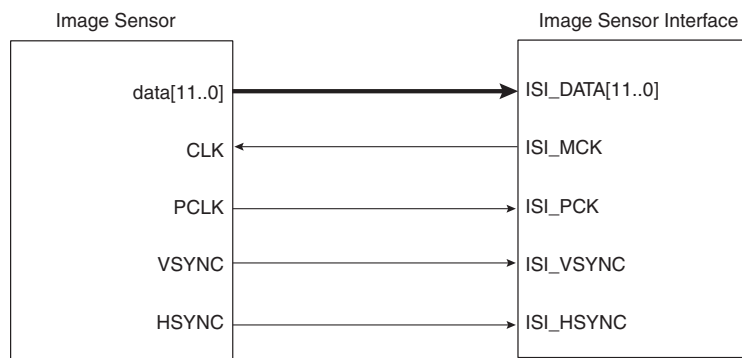 Image Sensor
Image Sensor Interface
data[11..0]
ISI_DATA[11..0]
CLK
ISI_MCK
PCLK
ISI_PCK
VSYNC
ISI_VSYNC
HSYNC
ISI_HSYNC